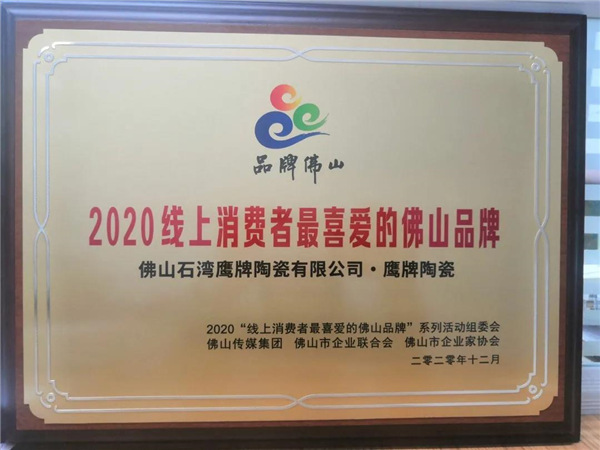 品牌佛山
2020线上消费者最喜爱的佛山品牌
佛山石湾鹰牌陶瓷有限公司·鹰牌陶瓷
2020“线上消费者最喜爱的佛山品牌”系列活动组委会
佛山传媒集团 佛山市企业联合会 佛山市企业家协会
二零二零年十二月